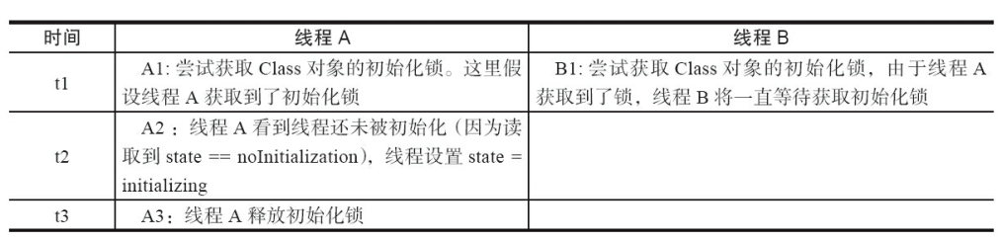 时间 线程 A 线程 B
t1
A1: 尝试获取 Class 对象的初始化锁。这里假
设线程 A 获取到了初始化锁
B1: 尝试获取 Class 对象的初始化锁，由于线程 A
获取到了锁，线程 B 将一直等待获取初始化锁
t2
A2 ：线程 A 看到线程还未被初始化（因为读
取到 state == noInitialization），线程设置 state =
initializing
t3
A3：线程 A 释放初始化锁